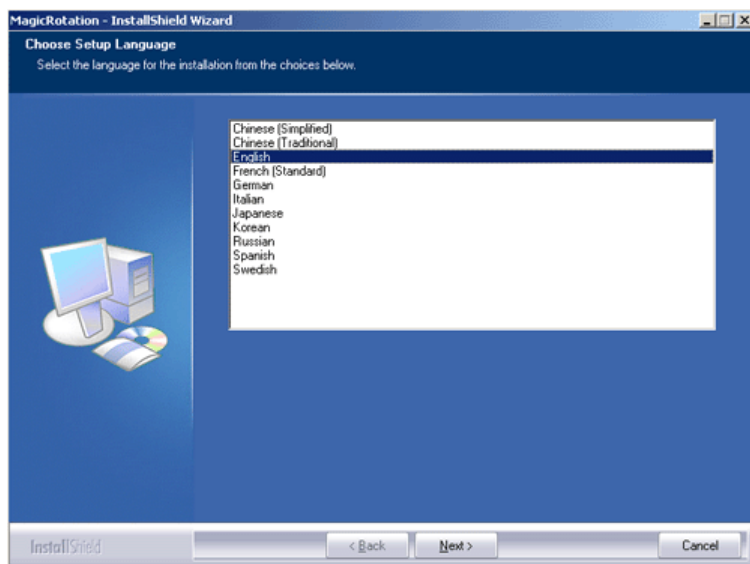 MagicRotation - InstallShield Wizard
Choose Setup Language
Select the language for the installation from the choices below.
Chinese (Simplified)
Chinese (Traditional)
English
French (Standard)
German
Italian
Japanese
Korean
Russian
Spanish
Swedish
InstallShield
< Back
Next >
Cancel